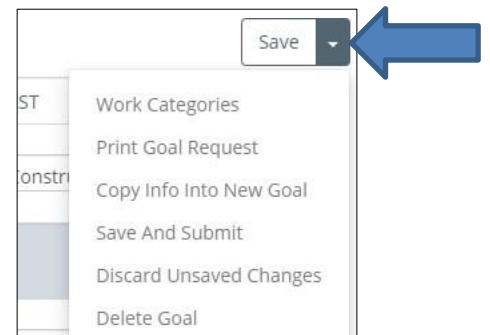 Save
ST
Work Categories
Print Goal Request
Copy Info Into New Goal
Save And Submit
Discard Unsaved Changes
Delete Goal